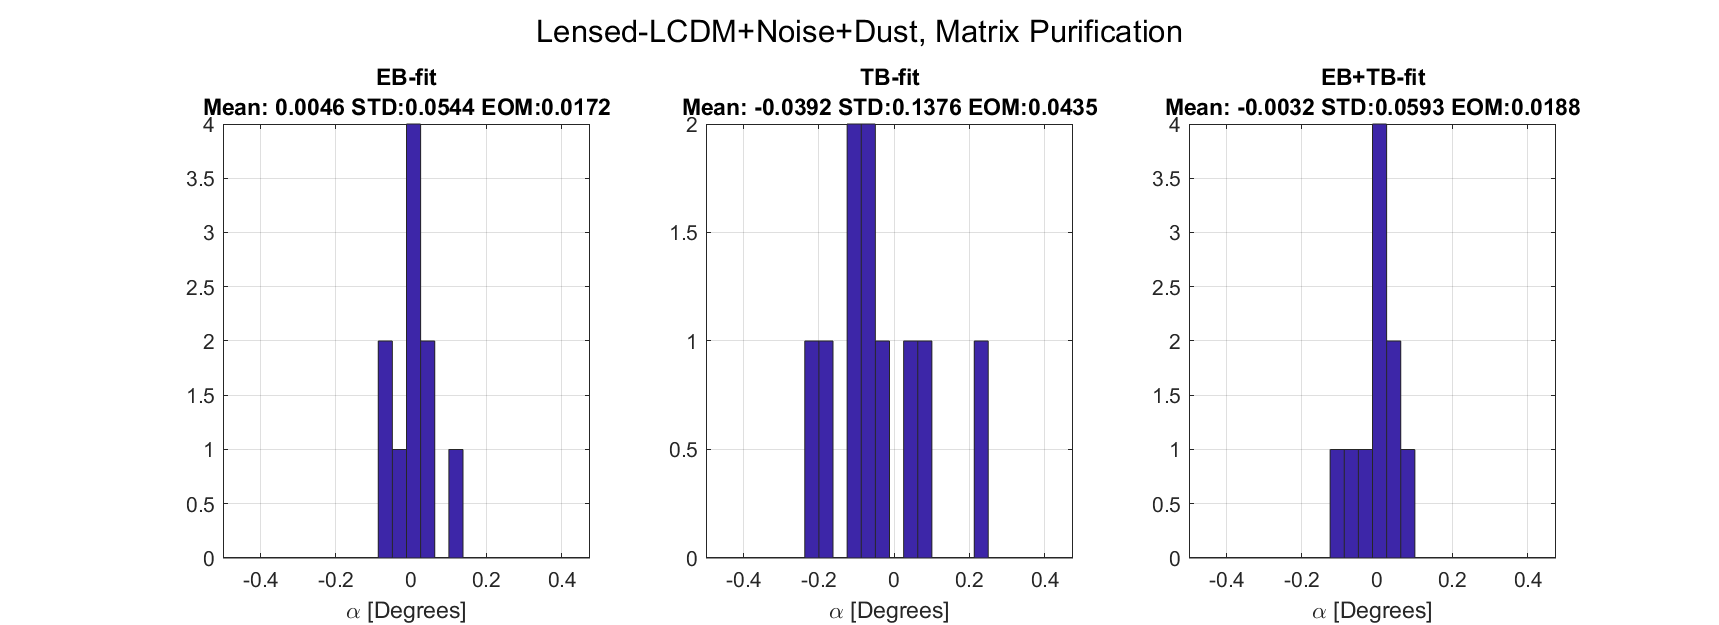 Lensed-LCDM+Noise+Dust, Matrix Purification
EB-fit
Mean: 0.0046 STD:0.0544 EOM:0.0172
4
3.5
3
2.5
2
1.5
1
0.5
0
-0.4 -0.2 0 0.2 0.4
α [Degrees]
TB-fit
Mean: -0.0392 STD:0.1376 EOM:0.0435
2
1.5
1
0.5
0
-0.4 -0.2 0 0.2 0.4
α [Degrees]
EB+TB-fit
Mean: -0.0032 STD:0.0593 EOM:0.0188
4
3.5
3
2.5
2
1.5
1
0.5
0
-0.4 -0.2 0 0.2 0.4
α [Degrees]